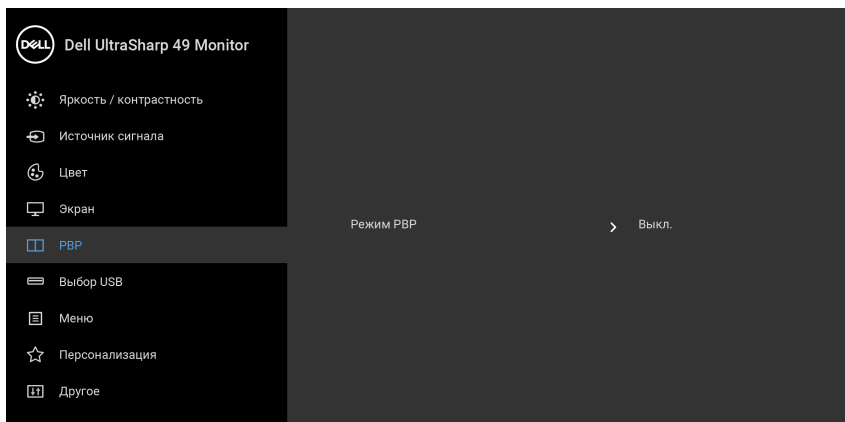 DELL
Dell UltraSharp 49 Monitor
Яркость / контрастность
Источник сигнала
Цвет
Экран
PBP
Выбор USB
Меню
Персонализация
Другое
Режим PBP
Выкл.